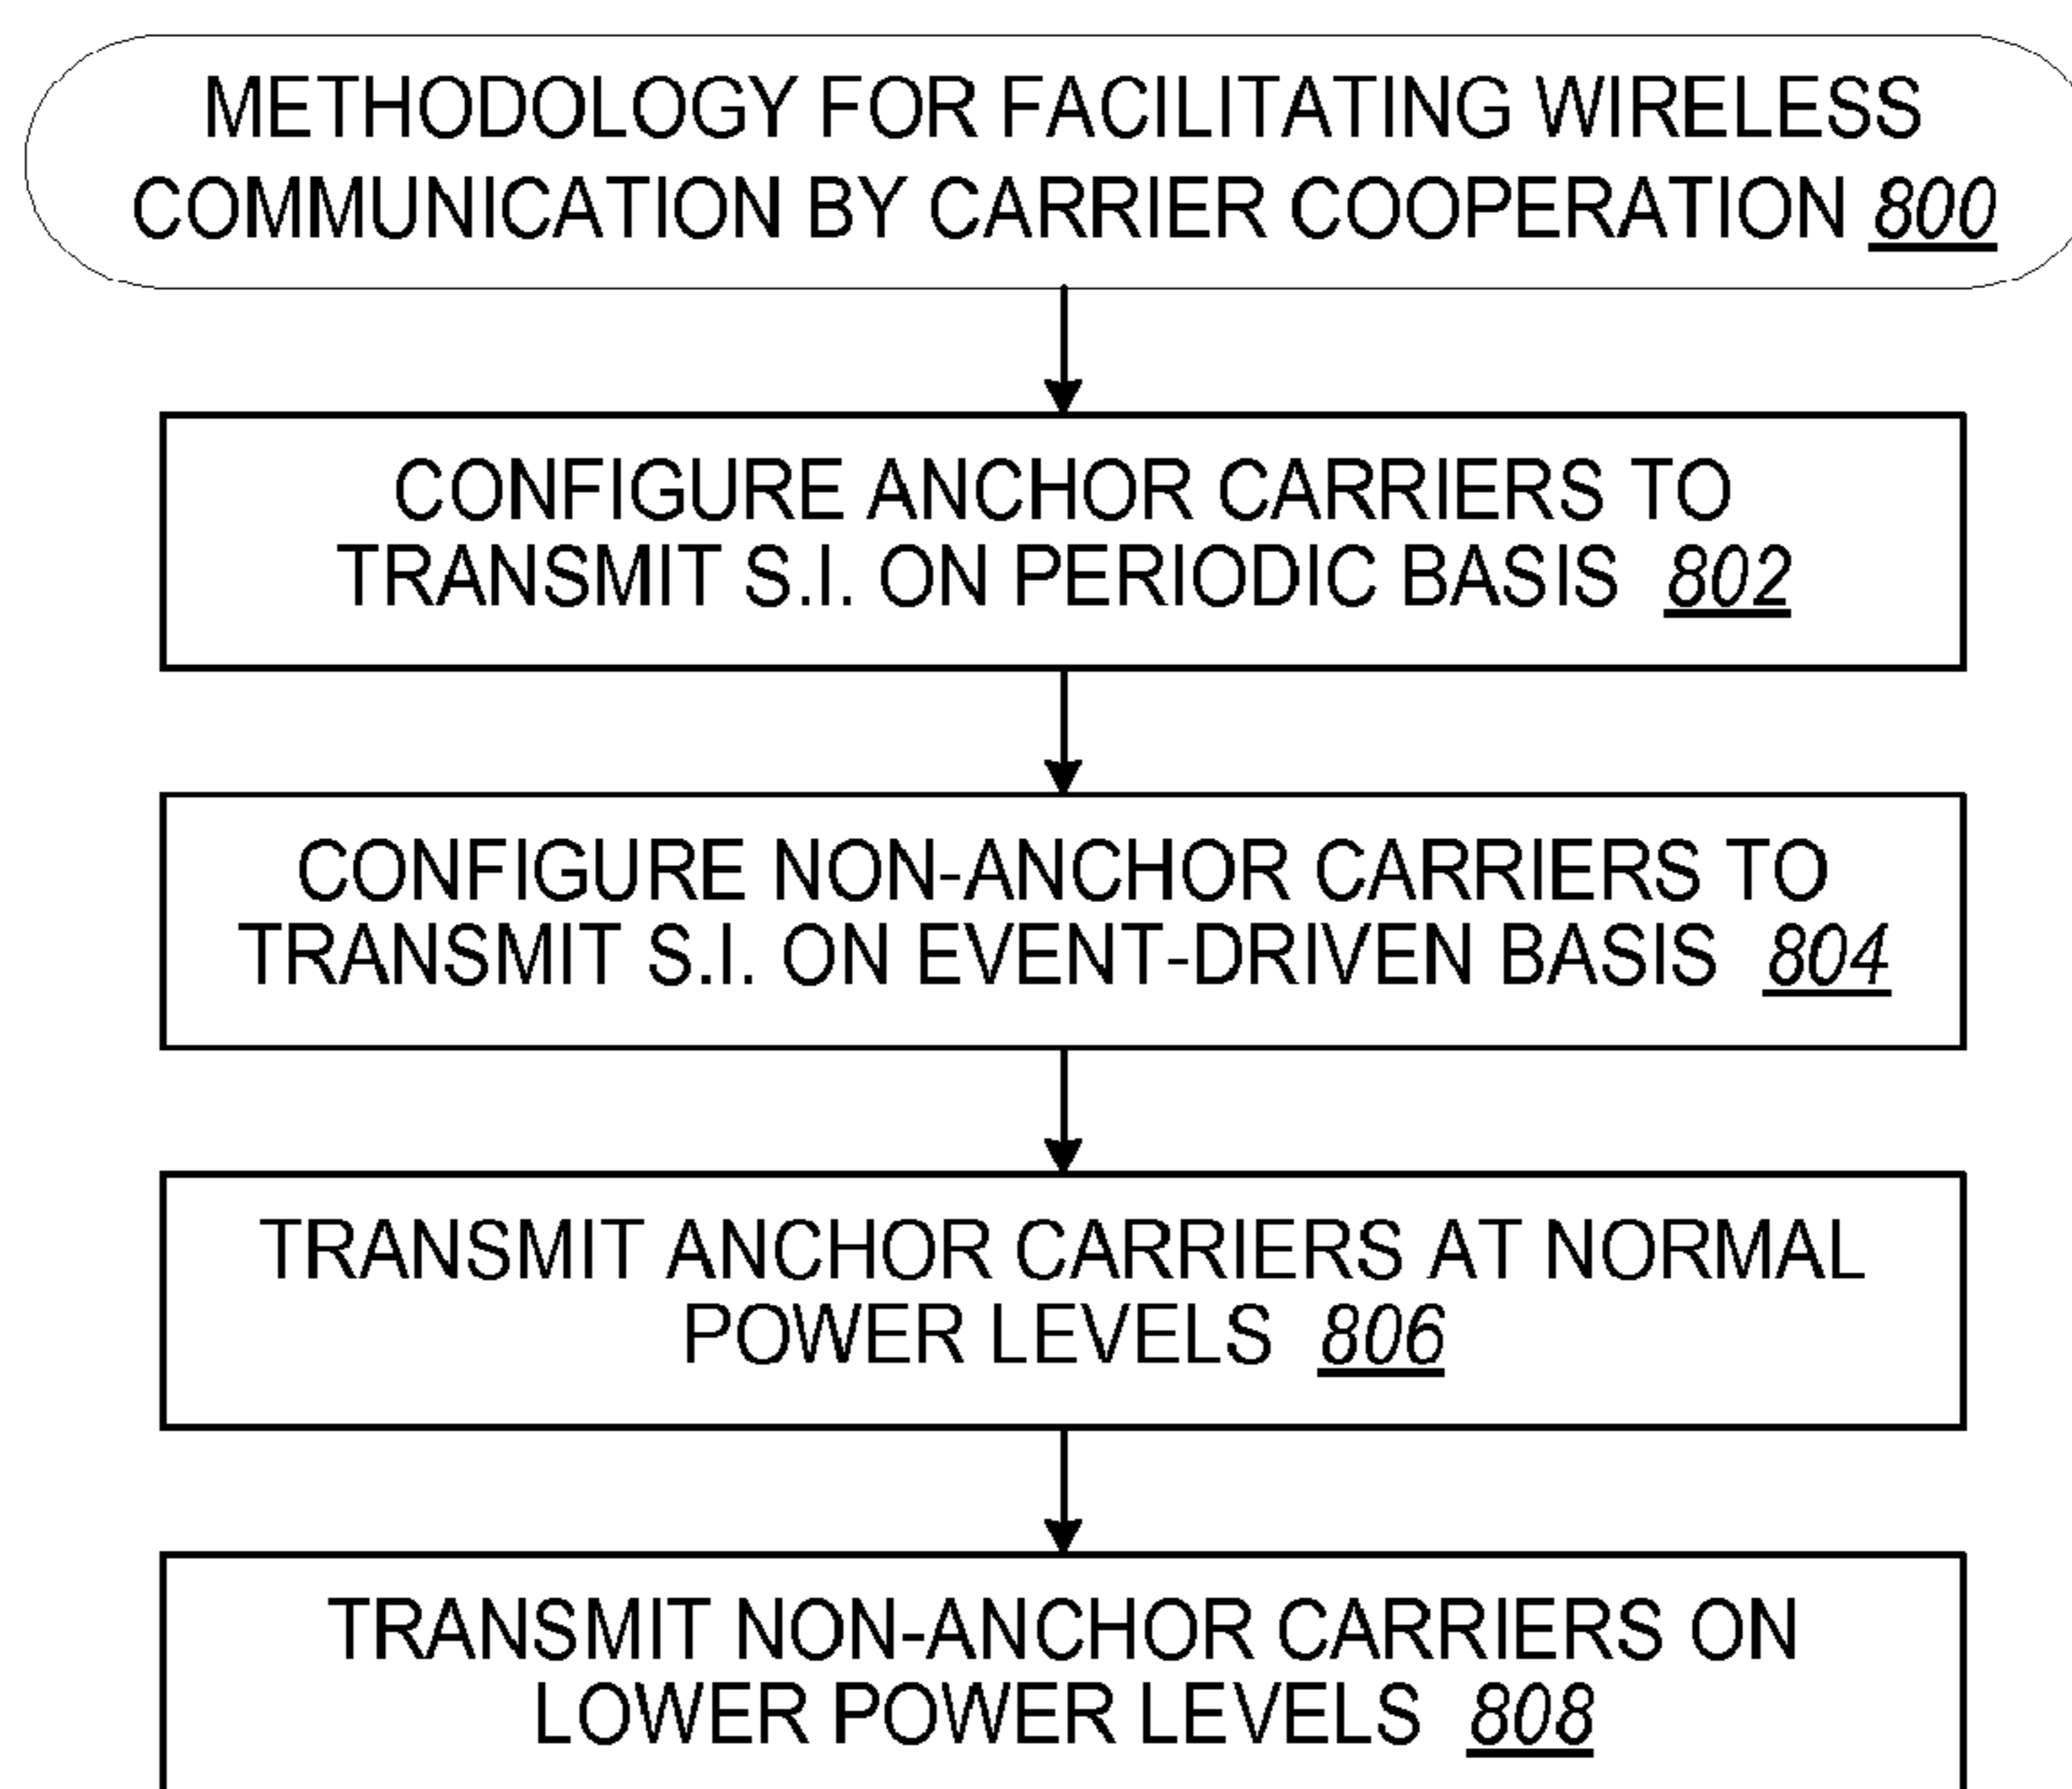 METHODOLOGY FOR FACILITATING WIRELESS
COMMUNICATION BY CARRIER COOPERATION 800
CONFIGURE ANCHOR CARRIERS TO
TRANSMIT S.I. ON PERIODIC BASIS 802
CONFIGURE NON-ANCHOR CARRIERS TO
TRANSMIT S.I. ON EVENT-DRIVEN BASIS 804
TRANSMIT ANCHOR CARRIERS AT NORMAL
POWER LEVELS 806
TRANSMIT NON-ANCHOR CARRIERS ON
LOWER POWER LEVELS 808